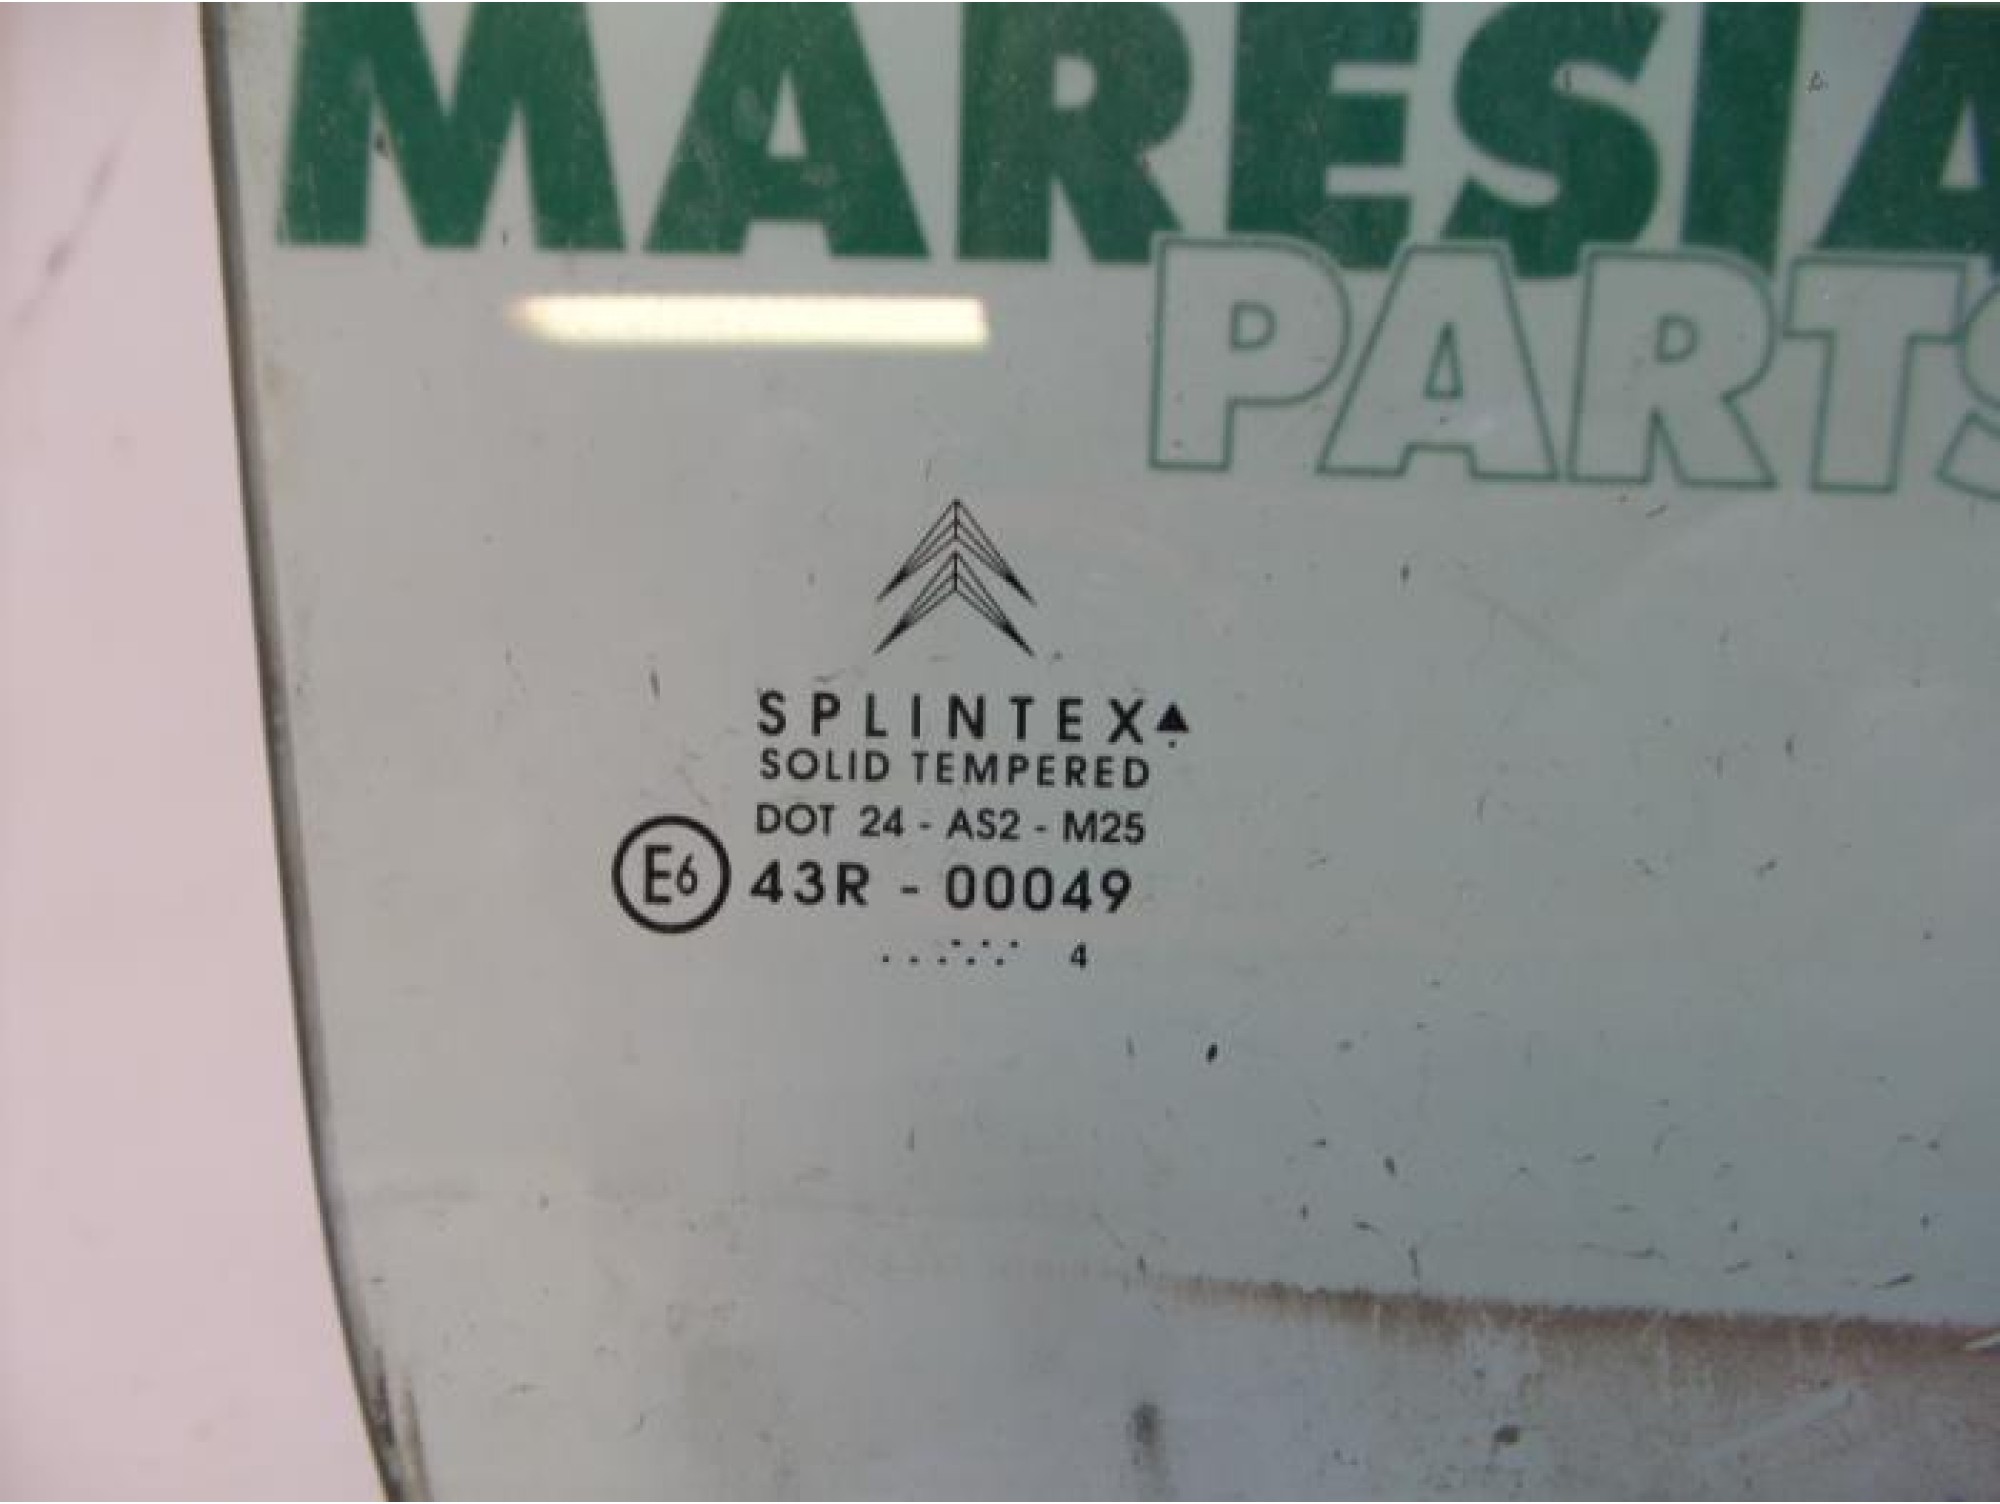 MARESIA
PARTS
SPLINTEX
SOLID TEMPERED
DOT 24 - AS2 - M25
E6 43R - 00049
4